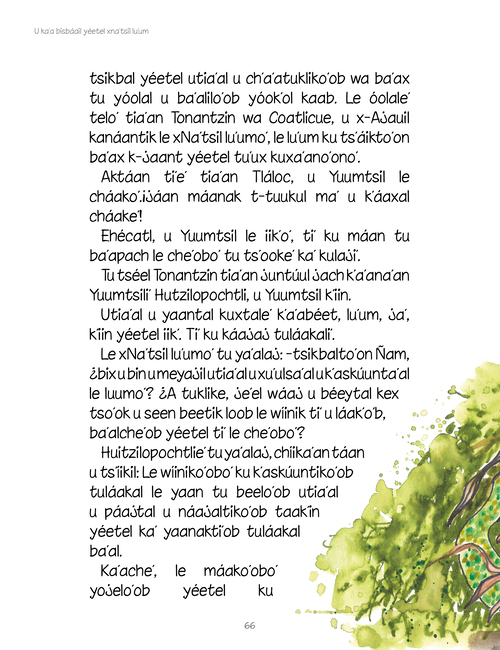 U ka'a bisbáail yéetel xna'tsil lu'um
tsikbal yéetel utia'al u ch'a'atukliko'ob wa ba'ax
tu yóolal u ba'alilo'ob yóok'ol kaab. Le óolale'
telo' tia'an Tonantzin wa Coatlicue, u x-Ajauil
kanáantik le xNa'tsil lu'umo', le lu'um ku ts'áikto'on
ba'ax k-jaant yéetel tu'ux kuxa'ano'ono'.
Aktáan ti'e' tia'an Tláloc, u Yuumtsil le
cháako'.¡jáan máanak t-tuukul ma' u k'áaxal
cháake'!
Ehécatl, u Yuumtsil le iik'o', ti' ku máan tu
ba'apach le che'obo' tu ts'ooke' ka' kulaji'.
Tu tséel Tonantzin tia'an juntúul jach k'a'ana'an
Yuumtsili' Hutzilopochtli, u Yuumtsil k'iin.
Utia'al u yaantal kuxtale' k'a'abéet, lu'um, ja',
k'iin yéetel iik'. Ti' ku káajaj tuláakali'.
Le xNa'tsil lu'umo' tu ya'alaj: -tsikbalto'on Ñam,
¿bix u bin u meyajil utia'al u xu'ulsa'al u k'askúunta'al
le luumo'? ¿A tuklike, je'el wáaj u béeytal kex
tso'ok u seen beetik loob le wíinik ti' u láak'o'b,
ba'alche'ob yéetel ti' le che'obo'?
Huitzilopochtlie' tu ya'alaj, chíika'an táan
u ts'íikil: Le wíiniko'obo' ku k'askúuntiko'ob
tuláakal le yaan tu beelo'ob utia'al
u páajtal u náajaltiko'ob taak'in
yéetel ka' yaanakti'ob tuláakal
ba'al.
Ka'ache', le máako'obo'
yojelo'ob yéetel ku
66